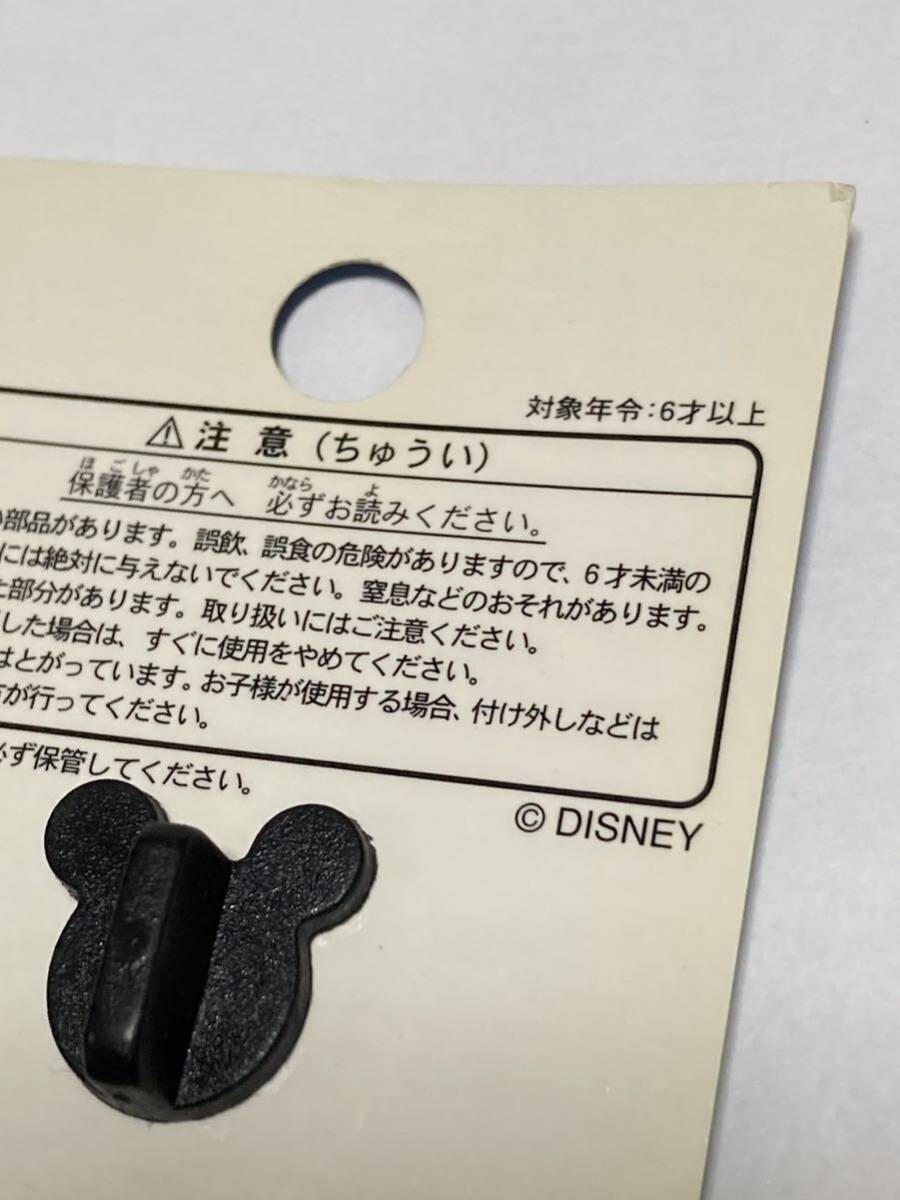 対象年令：6才以上
⚠注意（ちゅうい）
保護者の方へ 必ずお読みください。
部品があります。誤飲、誤食の危険がありますので、6才未満の
には絶対に与えないでください。窒息などのおそれがあります。
部分があります。取り扱いにはご注意ください。
した場合は、すぐに使用をやめてください。
はとがっています。お子様が使用する場合、付け外しなどは
が行ってください。
必ず保管してください。
© DISNEY